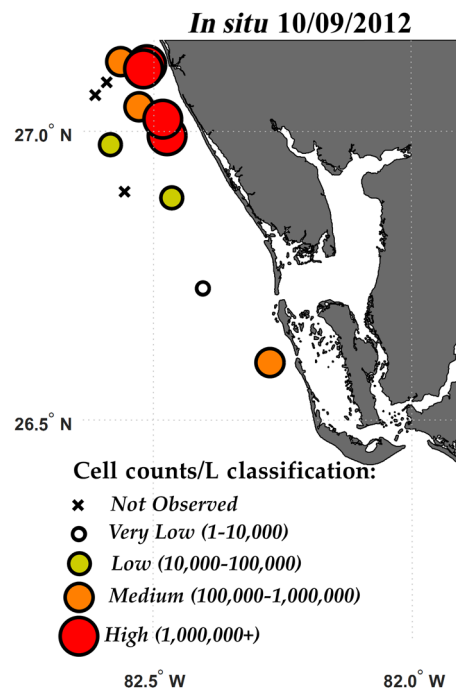 In situ 10/09/2012
27.0° N
26.5° N
Cell counts/L classification:
Not Observed
Very Low (1-10,000)
Low (10,000-100,000)
Medium (100,000-1,000,000)
High (1,000,000+)
82.5° W 82.0° W